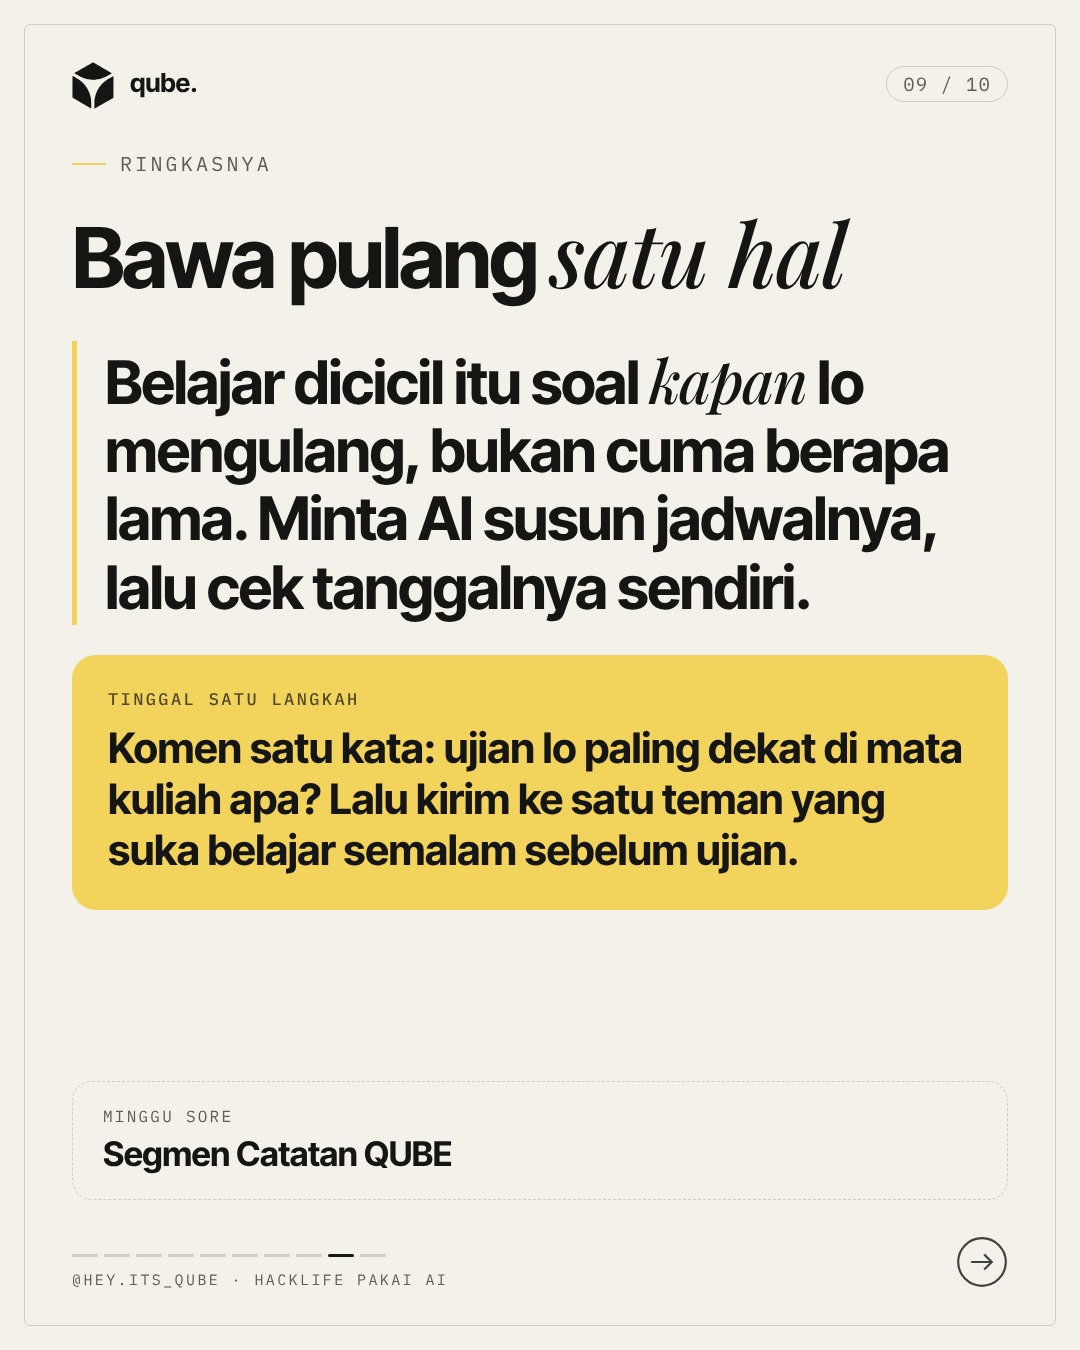 qube.
09 / 10
RINGKASNYA
Bawa pulang satu hal
Belajar dicicil itu soal kapan lo
mengulang, bukan cuma berapa
lama. Minta AI susun jadwalnya,
lalu cek tanggalnya sendiri.
TINGGAL SATU LANGKAH
Komen satu kata: ujian lo paling dekat di mata
kuliah apa? Lalu kirim ke satu teman yang
suka belajar semalam sebelum ujian.
MINGGU SORE
Segmen Catatan QUBE
@HEY.ITS_QUBE · HACKLIFE PAKAI AI